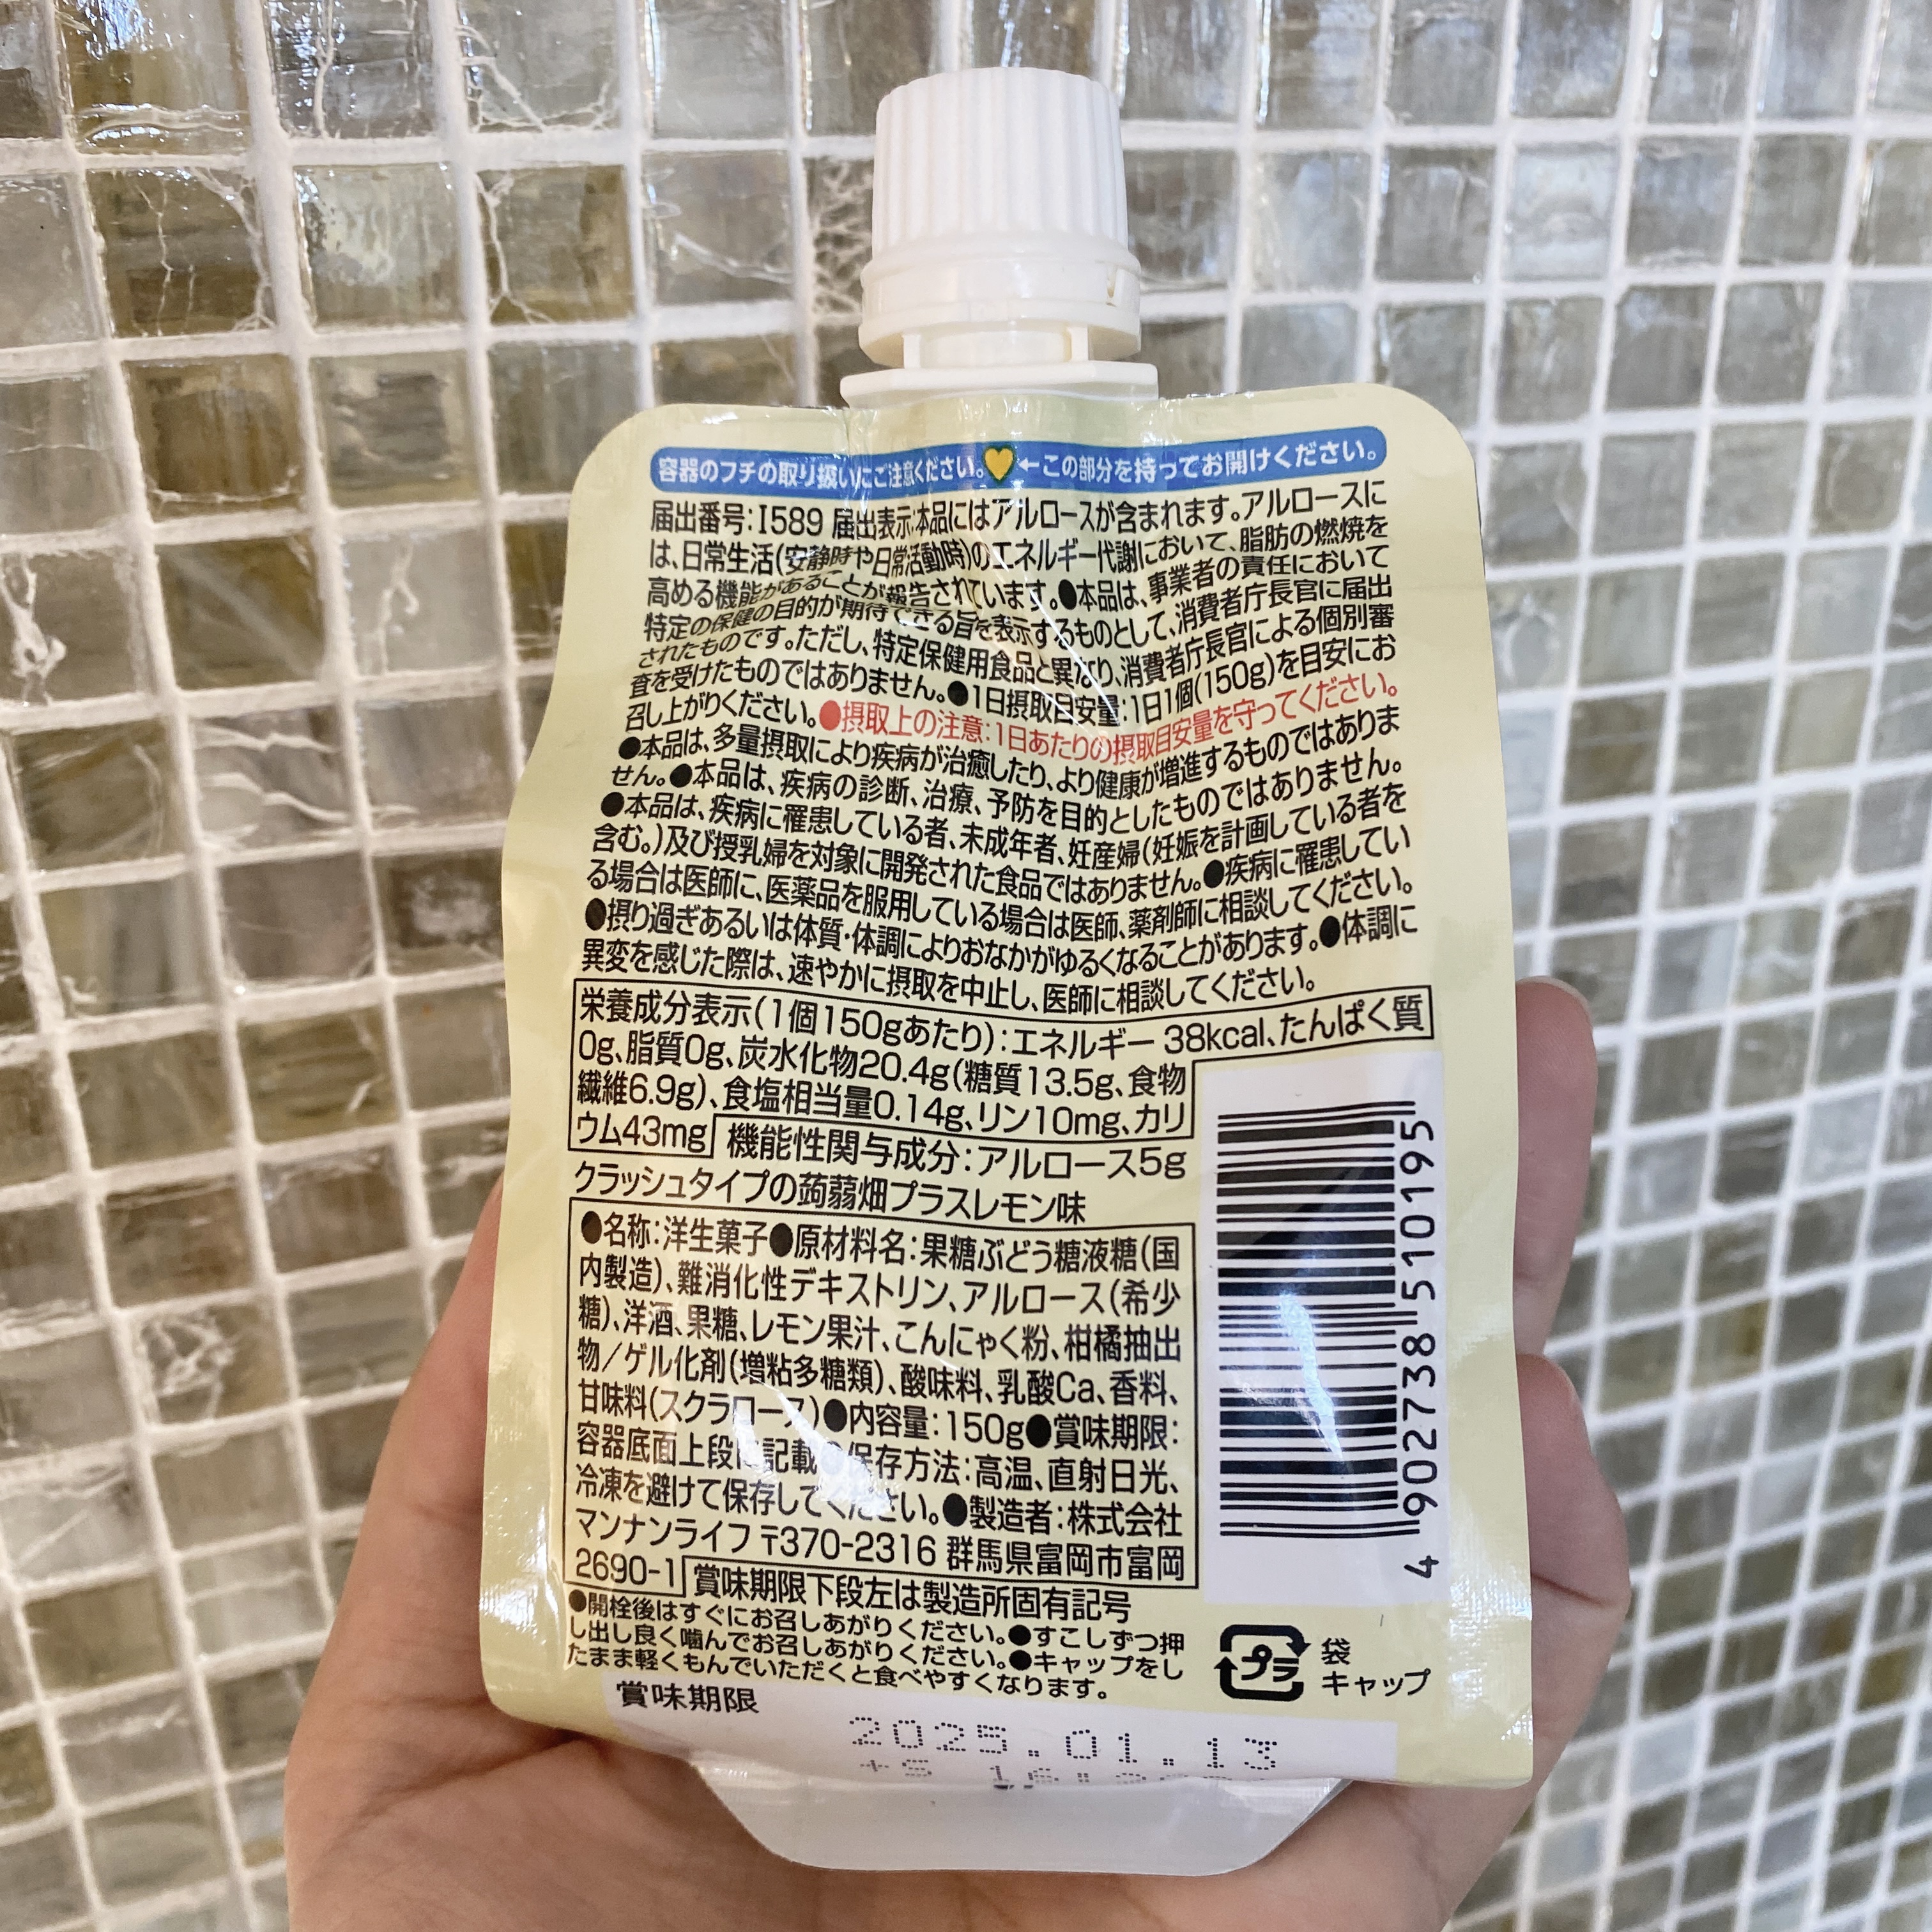 容器のフチの取り扱いにご注意ください。←この部分を持ってお開けください。
届出番号:I589 届出表示:本品にはアルロースが含まれます。アルロースに
は、日常生活(安静時や日常活動時)のエネルギー代謝において、脂肪の燃焼を
高める機能があることが報告されています。●本品は、事業者の責任において
特定の保健の目的が期待できる旨を表示するものとして、消費者庁長官に届出
されたものです。ただし、特定保健用食品と異なり、消費者庁長官による個別審
査を受けたものではありません。●1日摂取目安量:1日1個(150g)を目安にお
召し上がりください。●摂取上の注意:1日あたりの摂取目安量を守ってください。
●本品は、多量摂取により疾病が治癒したり、より健康が増進するものではありま
せん。●本品は、疾病の診断、治療、予防を目的としたものではありません。
●本品は、疾病に罹患している者、未成年者、妊産婦(妊娠を計画している者を
含む。)及び授乳婦を対象に開発された食品ではありません。●疾病に罹患してい
る場合は医師に、医薬品を服用している場合は医師、薬剤師に相談してください。
●摂り過ぎあるいは体質・体調によりおなかがゆるくなることがあります。●体調に
異変を感じた際は、速やかに摂取を中止し、医師に相談してください。
栄養成分表示(1個150gあたり):エネルギー 38kcal、たんぱく質
0g、脂質0g、炭水化物20.4g(糖質13.5g、食物
繊維6.9g)、食塩相当量0.14g、リン10mg、カリ
ウム43mg 機能性関与成分:アルロース5g
クラッシュタイプの蒟蒻畑プラスレモン味
●名称:洋生菓子●原材料名:果糖ぶどう糖液糖(国
内製造)、難消化性デキストリン、アルロース(希少
糖)、洋酒、果糖、レモン果汁、こんにゃく粉、柑橘抽出
物/ゲル化剤(増粘多糖類)、酸味料、乳酸Ca、香料、
甘味料(スクラロース)●内容量:150g●賞味期限:
容器底面上段に記載●保存方法:高温、直射日光、
冷凍を避けて保存してください。●製造者:株式会社
マンナンライフ 〒370-2316 群馬県富岡市富岡
2690-1 賞味期限下段左は製造所固有記号
●開栓後はすぐにお召しあがりください。●すこしずつ押
し出し良く噛んでお召しあがりください。●キャップをし
たまま軽くもんでいただくと食べやすくなります。
4 902738 510195
プラ
袋
キャップ
賞味期限
2025.01.13